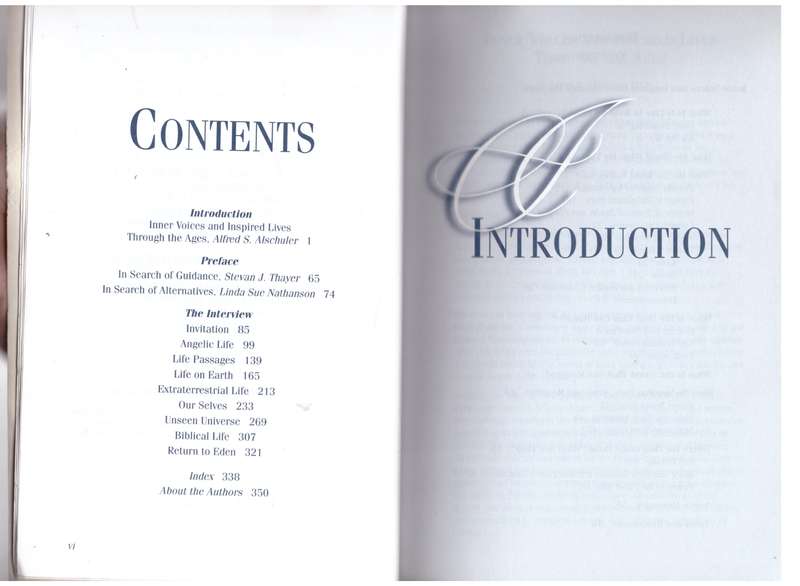 CONTENTS
Introduction
Inner Voices and Inspired Lives
Through the Ages, Alfred S. Alschuler 1
Preface
In Search of Guidance, Stevan J. Thayer 65
In Search of Alternatives, Linda Sue Nathanson 74
The Interview
Invitation 85
Angelic Life 99
Life Passages 139
Life on Earth 165
Extraterrestrial Life 213
Our Selves 233
Unseen Universe 269
Biblical Life 307
Return to Eden 321
Index 338
About the Authors 350
vi
I
INTRODUCTION